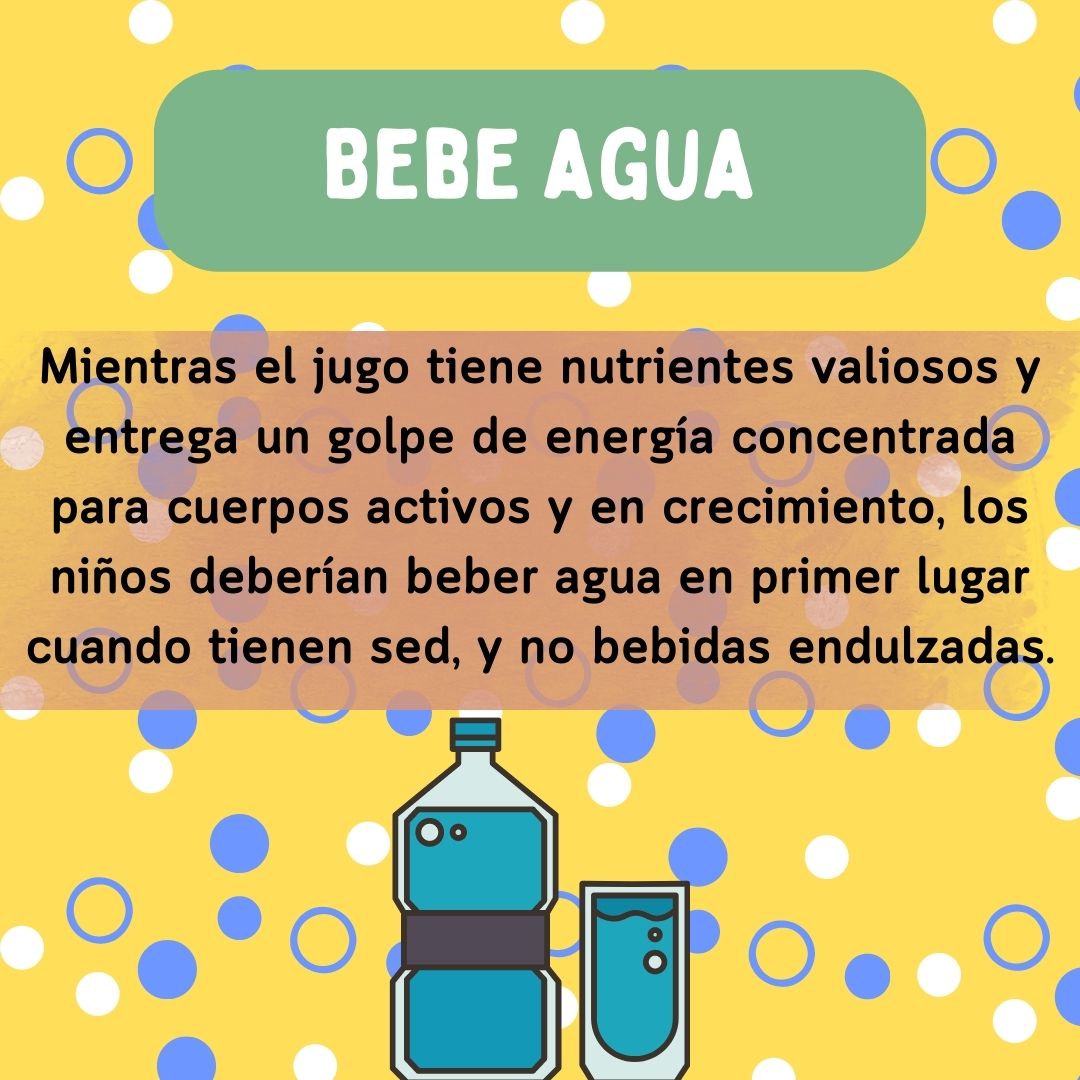 BEBE AGUA
Mientras el jugo tiene nutrientes valiosos y
entrega un golpe de energía concentrada
para cuerpos activos y en crecimiento, los
niños deberían beber agua en primer lugar
cuando tienen sed, y no bebidas endulzadas.